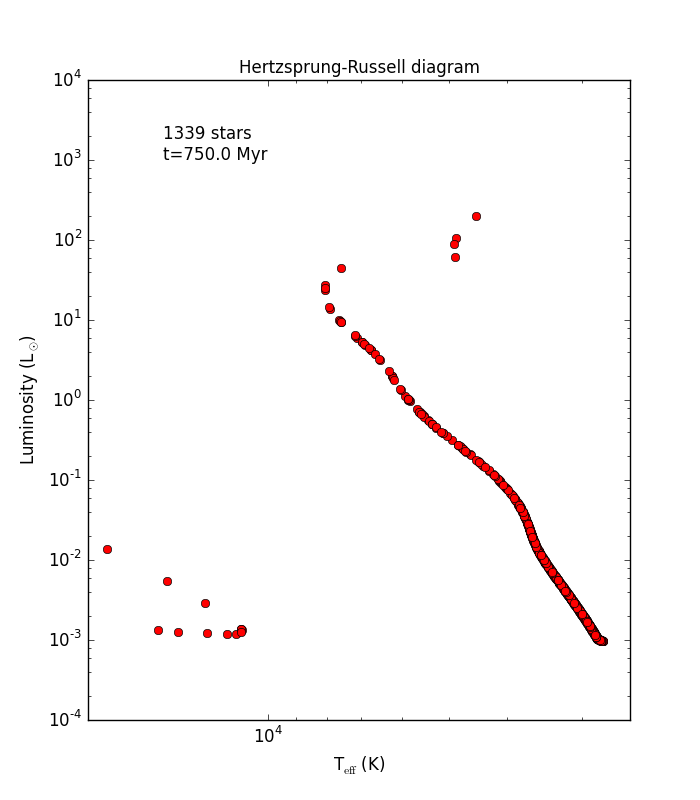 Hertzsprung-Russell diagram
1339 stars
t=750.0 Myr
10⁴
10³
10²
10¹
10⁰
10⁻¹
10⁻²
10⁻³
10⁻⁴
Luminosity (L☉)
10⁴
T_eff (K)